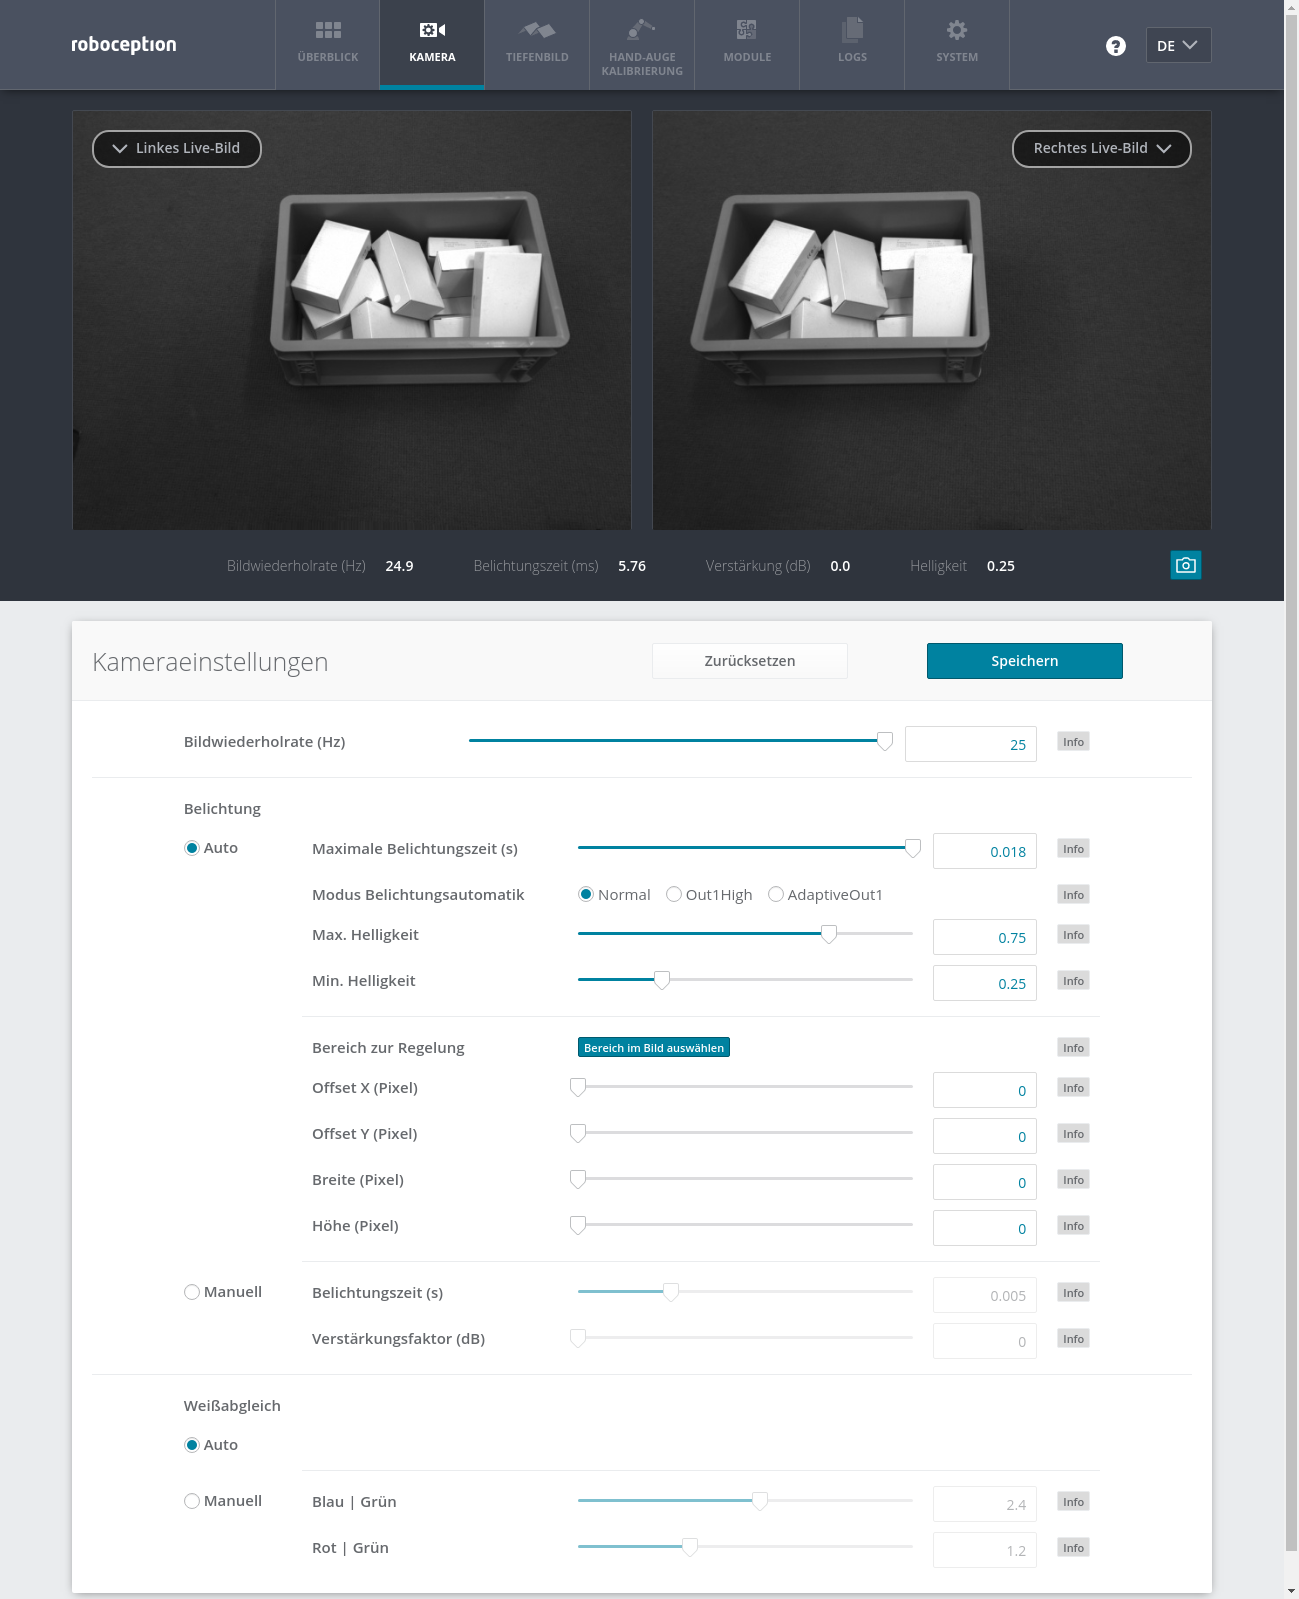 roboception
ÜBERBLICK
KAMERA
TIEFENBILD
HAND-AUGE
KALIBRIERUNG
MODULE
LOGS
SYSTEM
DE
Linkes Live-Bild
Rechtes Live-Bild
Bildwiederholrate (Hz) 24.9 Belichtungszeit (ms) 5.76 Verstärkung (dB) 0.0 Helligkeit 0.25
Kameraeinstellungen Zurücksetzen Speichern
Bildwiederholrate (Hz) 25 Info
Belichtung
Auto Maximale Belichtungszeit (s) 0.018 Info
Modus Belichtungsautomatik Normal Out1High AdaptiveOut1 Info
Max. Helligkeit 0.75 Info
Min. Helligkeit 0.25 Info
Bereich zur Regelung Bereich im Bild auswählen Info
Offset X (Pixel) 0 Info
Offset Y (Pixel) 0 Info
Breite (Pixel) 0 Info
Höhe (Pixel) 0 Info
Manuell Belichtungszeit (s) 0.005 Info
Verstärkungsfaktor (dB) 0 Info
Weißabgleich
Auto
Manuell Blau | Grün 2.4 Info
Rot | Grün 1.2 Info